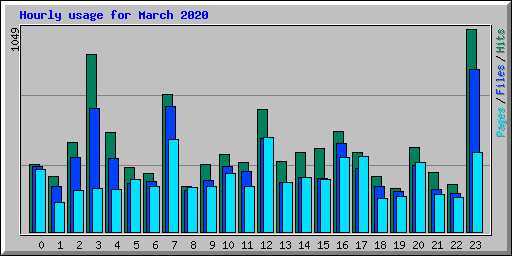 Hourly usage for March 2020
1049
Pages / Files / Hits
0 1 2 3 4 5 6 7 8 9 10 11 12 13 14 15 16 17 18 19 20 21 22 23